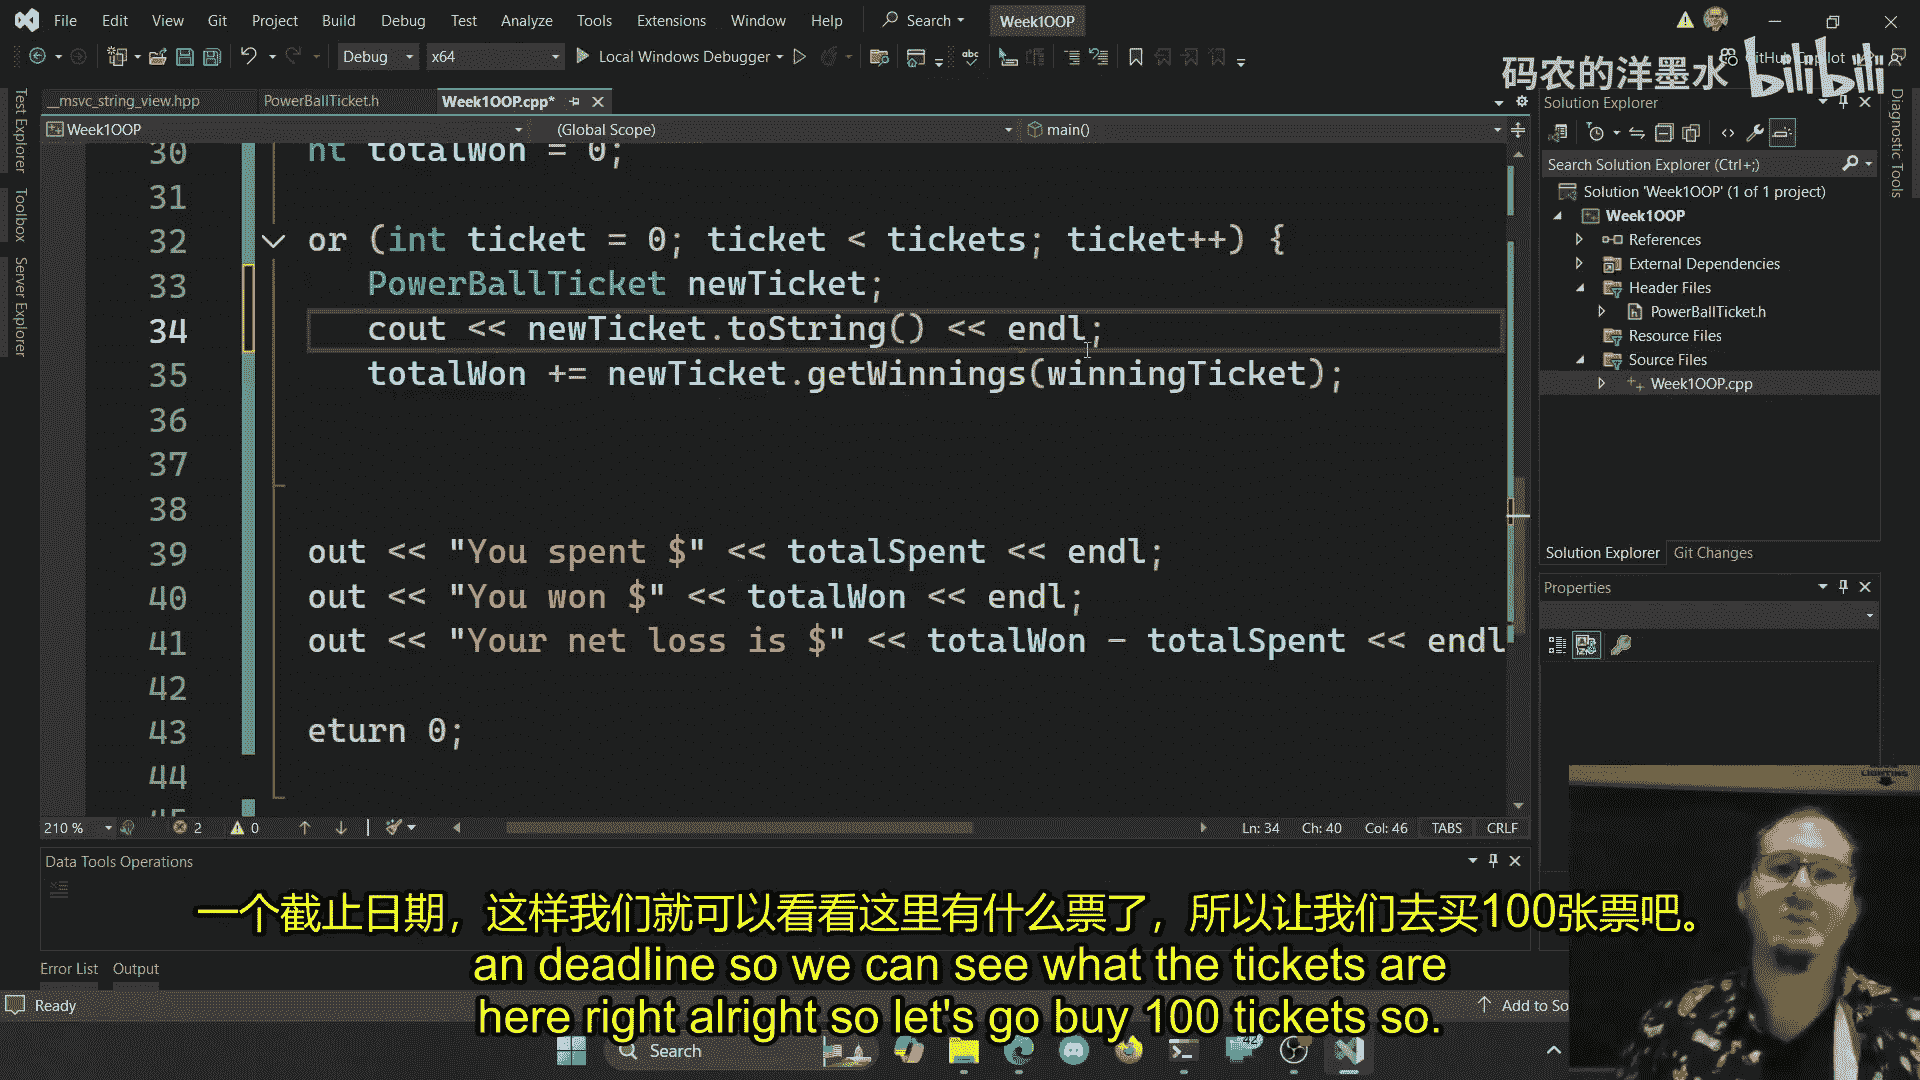 File Edit View Git Project Build Debug Test Analyze Tools Extensions Window Help Search Week1OOP
Debug x64 Local Windows Debugger
码农的洋墨水 bilibili
__msvc_string_view.hpp PowerBallTicket.h Week1OOP.cpp*
Week1OOP (Global Scope) main()
Test Explorer
Toolbox
Server Explorer
30 nt totalWon = 0;
31
32 or (int ticket = 0; ticket < tickets; ticket++) {
33 PowerBallTicket newTicket;
34 cout << newTicket.toString() << endl;
35 totalWon += newTicket.getWinnings(winningTicket);
36
37
38
39 out << "You spent $" << totalSpent << endl;
40 out << "You won $" << totalWon << endl;
41 out << "Your net loss is $" << totalWon - totalSpent << endl
42
43 eturn 0;
44
210 % 2 0 Ln: 34 Ch: 40 Col: 46 TABS CRLF
Solution Explorer
Search Solution Explorer (Ctrl+;)
Solution 'Week1OOP' (1 of 1 project)
Week1OOP
References
External Dependencies
Header Files
PowerBallTicket.h
Resource Files
Source Files
Week1OOP.cpp
Solution Explorer Git Changes
Properties
Diagnostic Tools
Data Tools Operations
一个截止日期，这样我们就可以看看这里有什么票了，所以让我们去买100张票吧。
an deadline so we can see what the tickets are
here right alright so let's go buy 100 tickets so.
Error List Output
Ready Add to So
Search